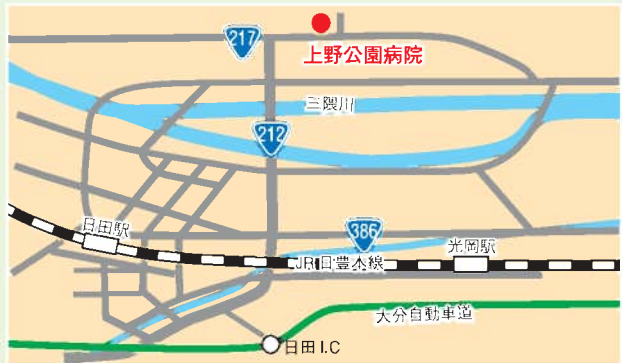 217
上野公園病院
三隈川
212
日田駅
386
光岡駅
JR日豊本線
大分自動車道
日田I.C